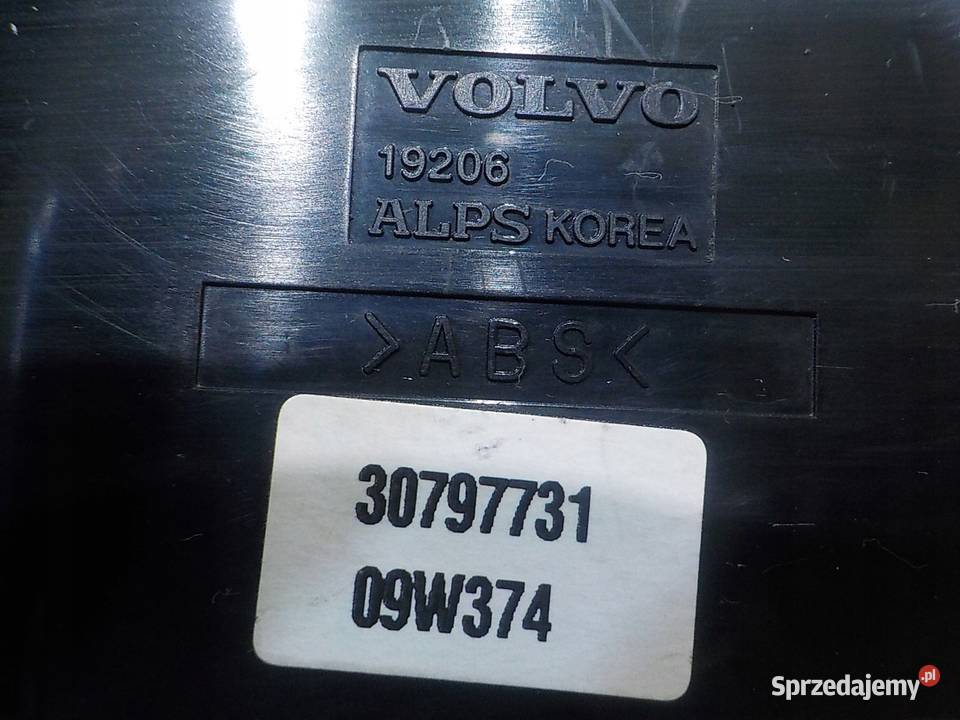 VOLVO
19206
ALPS KOREA
>ABS<
30797731
09W374
Sprzedajemy.pl